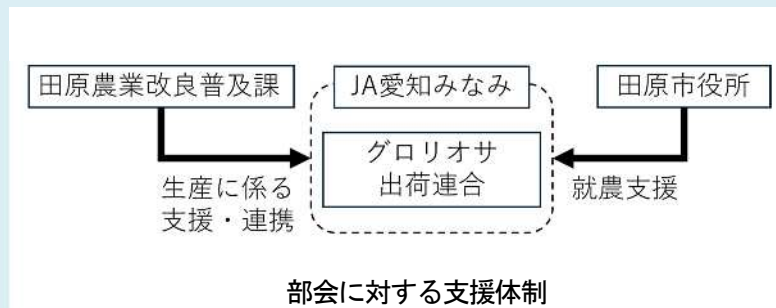 田原農業改良普及課
JA愛知みなみ
田原市役所
グロリオサ
出荷連合
生産に係る
支援・連携
就農支援
部会に対する支援体制